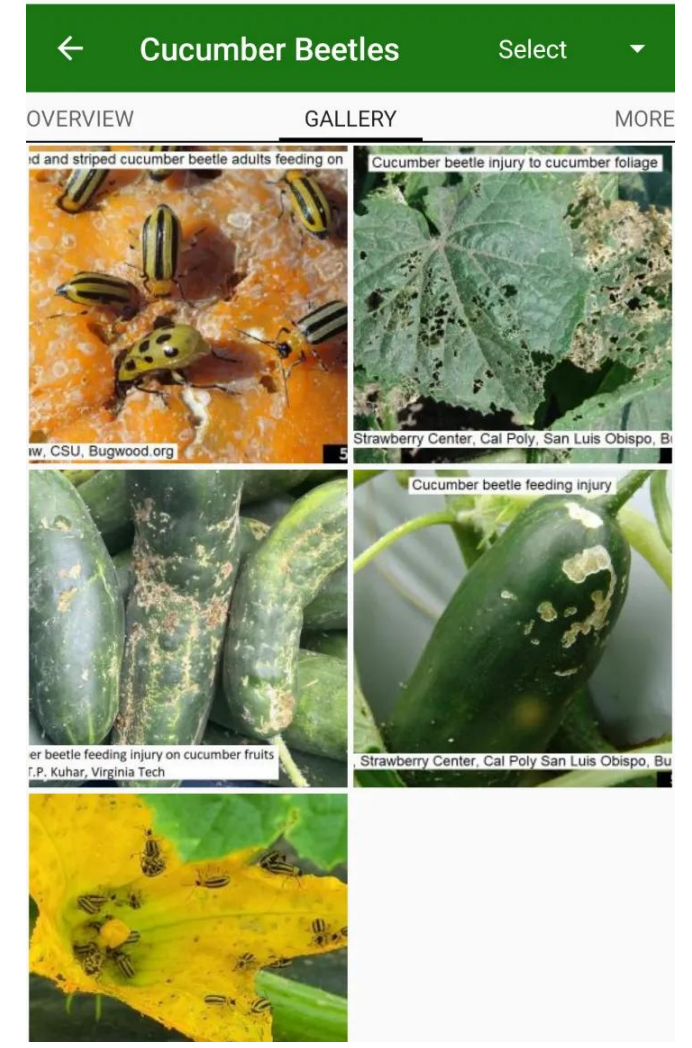 Cucumber Beetles
Select
OVERVIEW
GALLERY
MORE
ed and striped cucumber beetle adults feeding on
Cucumber beetle injury to cucumber foliage
aw, CSU, Bugwood.org
5
Strawberry Center, Cal Poly, San Luis Obispo, B
Cucumber beetle feeding injury
er beetle feeding injury on cucumber fruits
T.P. Kuhar, Virginia Tech
, Strawberry Center, Cal Poly San Luis Obispo, Bu